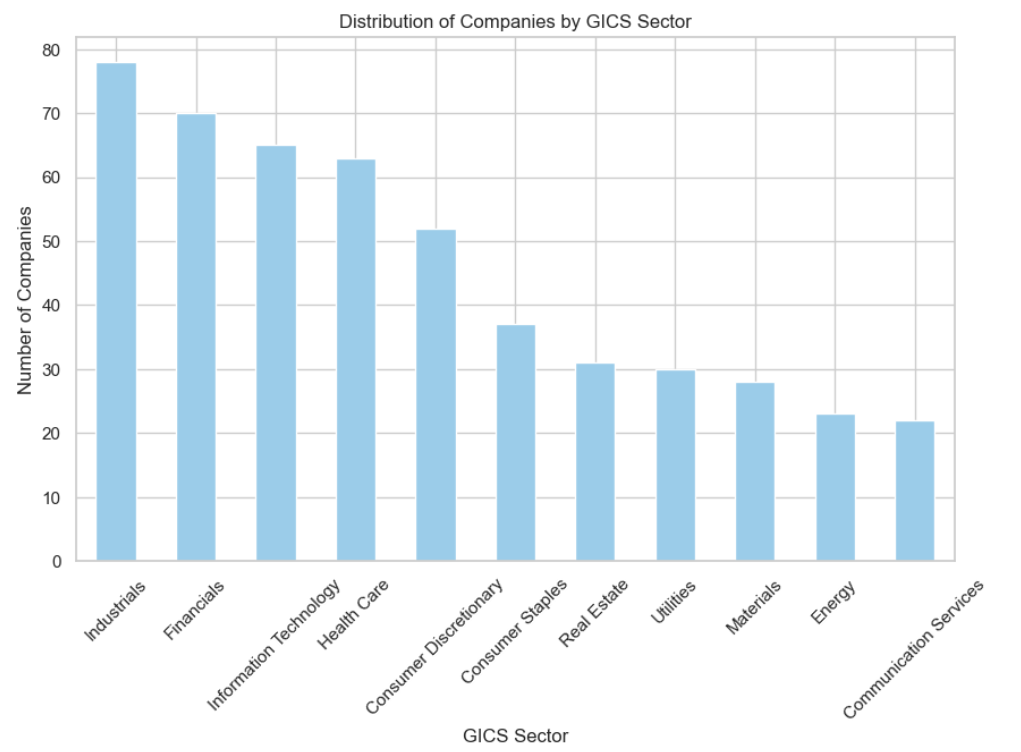 Distribution of Companies by GICS Sector
80
70
60
50
40
30
20
10
0
Number of Companies
Industrials
Financials
Information Technology
Health Care
Consumer Discretionary
Consumer Staples
Real Estate
Utilities
Materials
Energy
Communication Services
GICS Sector